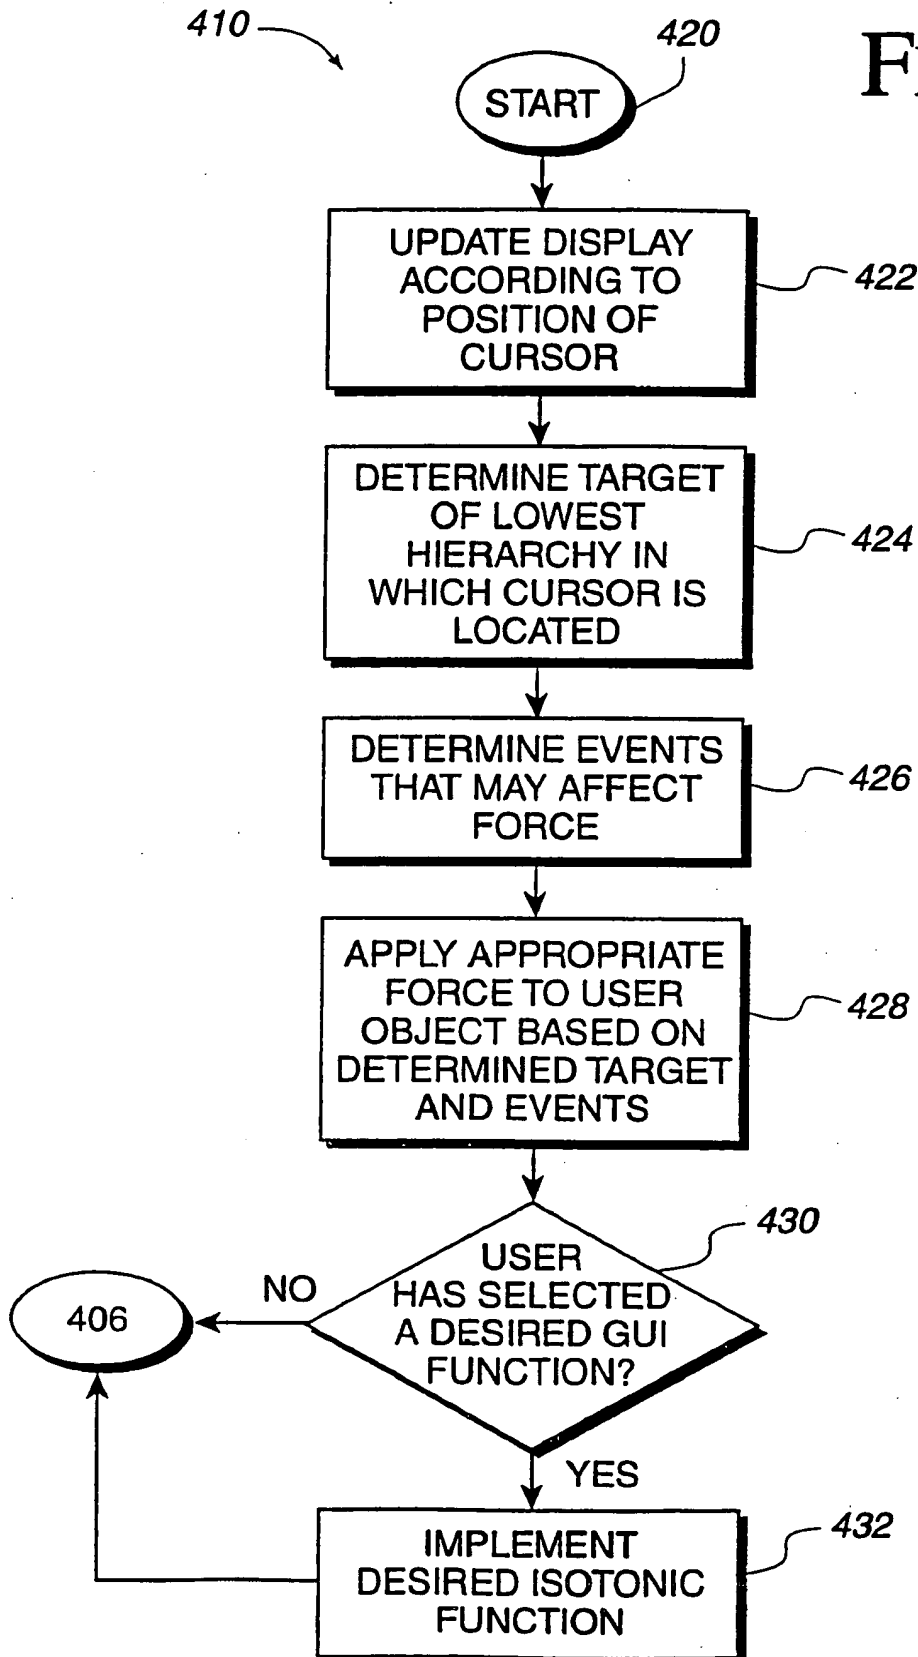 410
420
START
UPDATE DISPLAY
ACCORDING TO
POSITION OF
CURSOR
422
DETERMINE TARGET
OF LOWEST
HIERARCHY IN
WHICH CURSOR IS
LOCATED
424
DETERMINE EVENTS
THAT MAY AFFECT
FORCE
426
APPLY APPROPRIATE
FORCE TO USER
OBJECT BASED ON
DETERMINED TARGET
AND EVENTS
428
430
USER
HAS SELECTED
A DESIRED GUI
FUNCTION?
NO
406
YES
IMPLEMENT
DESIRED ISOTONIC
FUNCTION
432